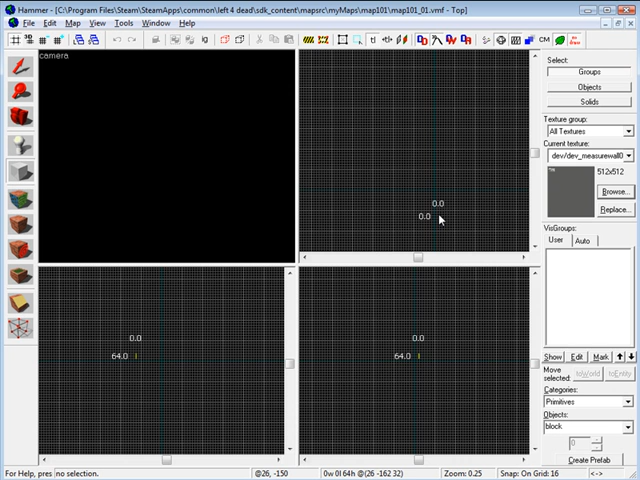 Hammer - [C:\Program Files\Steam\SteamApps\common\left 4 dead\sdk_content\mapsrc\myMaps\map101\map101_01.vmf - Top]
File Edit Map View Tools Window Help
camera
0.0
0.0
0.0
64.0
0.0
64.0
Select:
Groups
Objects
Solids
Texture group:
All Textures
Current texture:
dev/dev_measurewall0
512x512
Browse...
Replace...
VisGroups:
User Auto
Show Edit Mark
Move selected:
toWorld toEntity
Categories:
Primitives
Objects:
block
0
Create Prefab
For Help, pres no selection. @26, -150 0w 0l 64h @(26 -162 32) Zoom: 0.25 Snap: On Grid: 16 <->